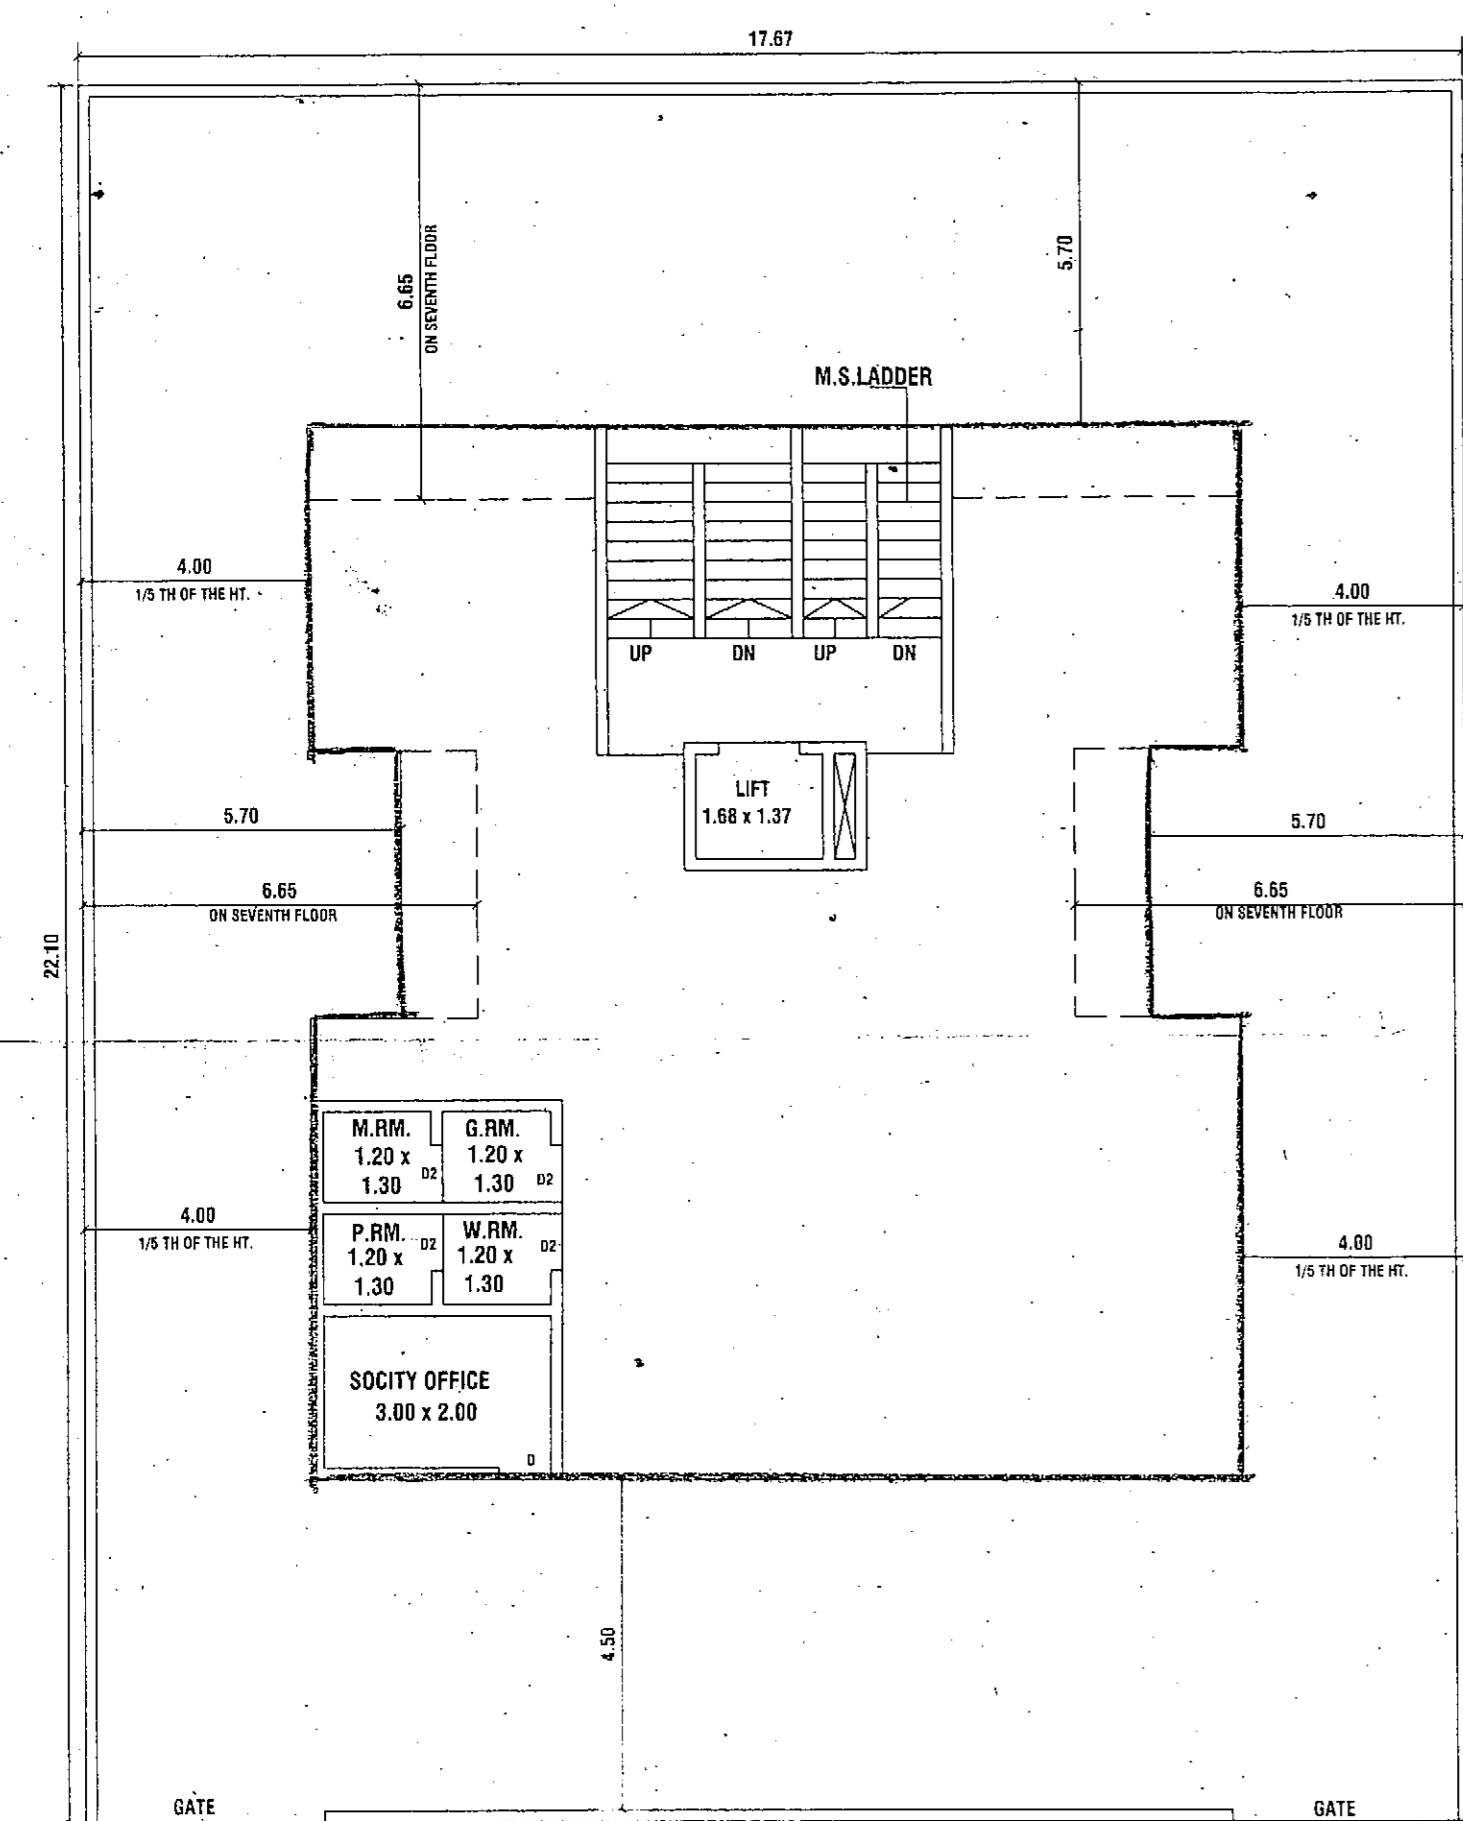 17.67
6.65
ON SEVENTH FLOOR
5.70
M.S.LADDER
4.00
1/5 TH OF THE HT.
4.00
1/5 TH OF THE HT.
UP DN UP DN
LIFT
1.68 x 1.37
5.70
5.70
6.65
ON SEVENTH FLOOR
6.65
ON SEVENTH FLOOR
22.10
M.RM.
1.20 x
1.30
D2
G.RM.
1.20 x
1.30
D2
P.RM.
1.20 x
1.30
D2
W.RM.
1.20 x
1.30
D2
4.00
1/5 TH OF THE HT.
4.00
1/5 TH OF THE HT.
SOCITY OFFICE
3.00 x 2.00
D
4.50
GATE
GATE